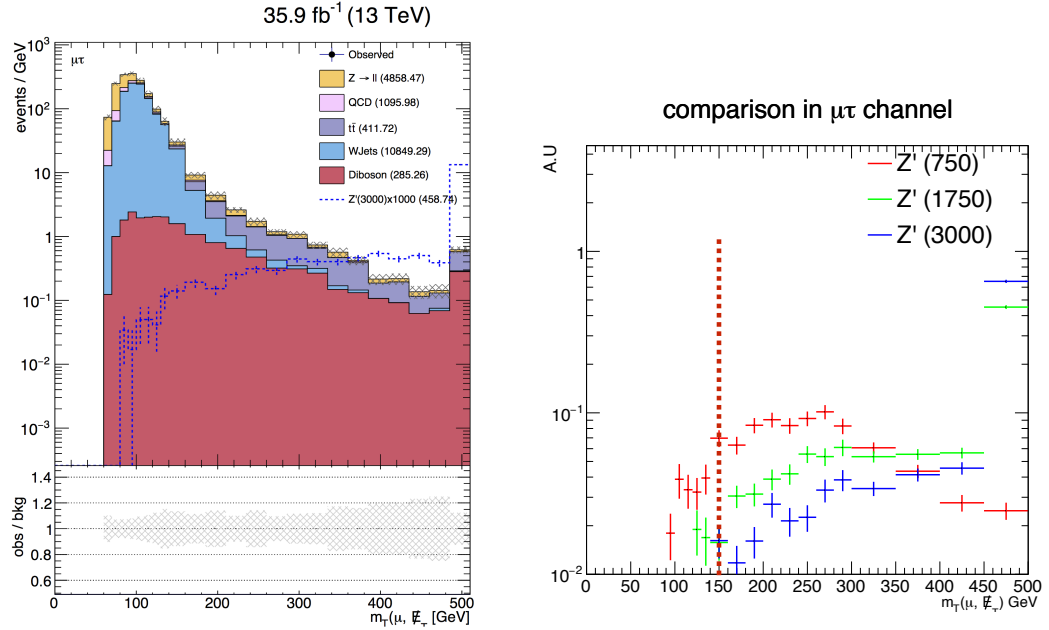 35.9 fb⁻¹ (13 TeV)
events / GeV
10³
10²
10
1
10⁻¹
10⁻²
10⁻³
μτ
Observed
Z → ll (4858.47)
QCD (1095.98)
tt̄ (411.72)
WJets (10849.29)
Diboson (285.26)
Z'(3000)x1000 (458.74)
obs / bkg
1.4
1.2
1
0.8
0.6
0 100 200 300 400 500
m_T(μ, E̸_T [GeV]
comparison in μτ channel
A.U
1
10⁻¹
10⁻²
Z' (750)
Z' (1750)
Z' (3000)
0 50 100 150 200 250 300 350 400 450 500
m_T(μ, E̸_T) GeV